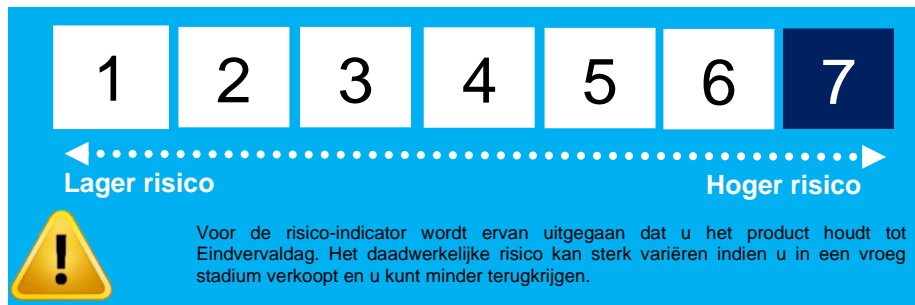 1 2 3 4 5 6 7
Lager risico Hoger risico
!
Voor de risico-indicator wordt ervan uitgegaan dat u het product houdt tot
Eindvervaldag. Het daadwerkelijke risico kan sterk variëren indien u in een vroeg
stadium verkoopt en u kunt minder terugkrijgen.